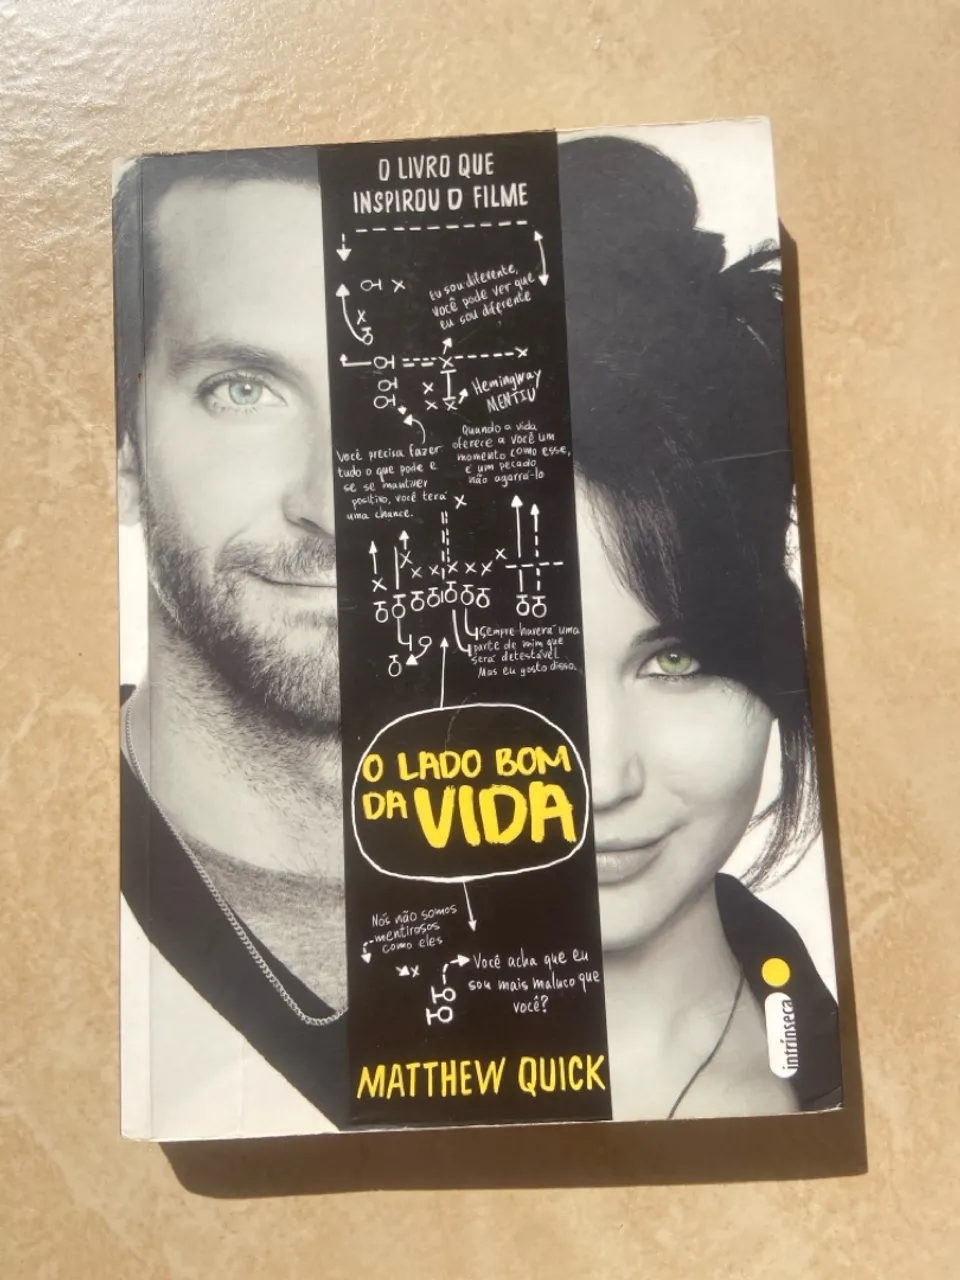 O LIVRO QUE
INSPIROU O FILME
Eu sou diferente,
você pode ver que
eu sou diferente
Hemingway
MENTIU
Você precisa fazer
tudo o que pode e
se se mantiver
positivo, você terá
uma chance.
Quando a vida
oferece a você um
momento como esse,
é um pecado
não agarrá-lo
Sempre haverá uma
parte de mim que
será detestável.
Mas eu gosto disso.
O LADO BOM
DA VIDA
Nós não somos
mentirosos
como eles
Você acha que eu
sou mais maluco que
você?
MATTHEW QUICK
intrínseca